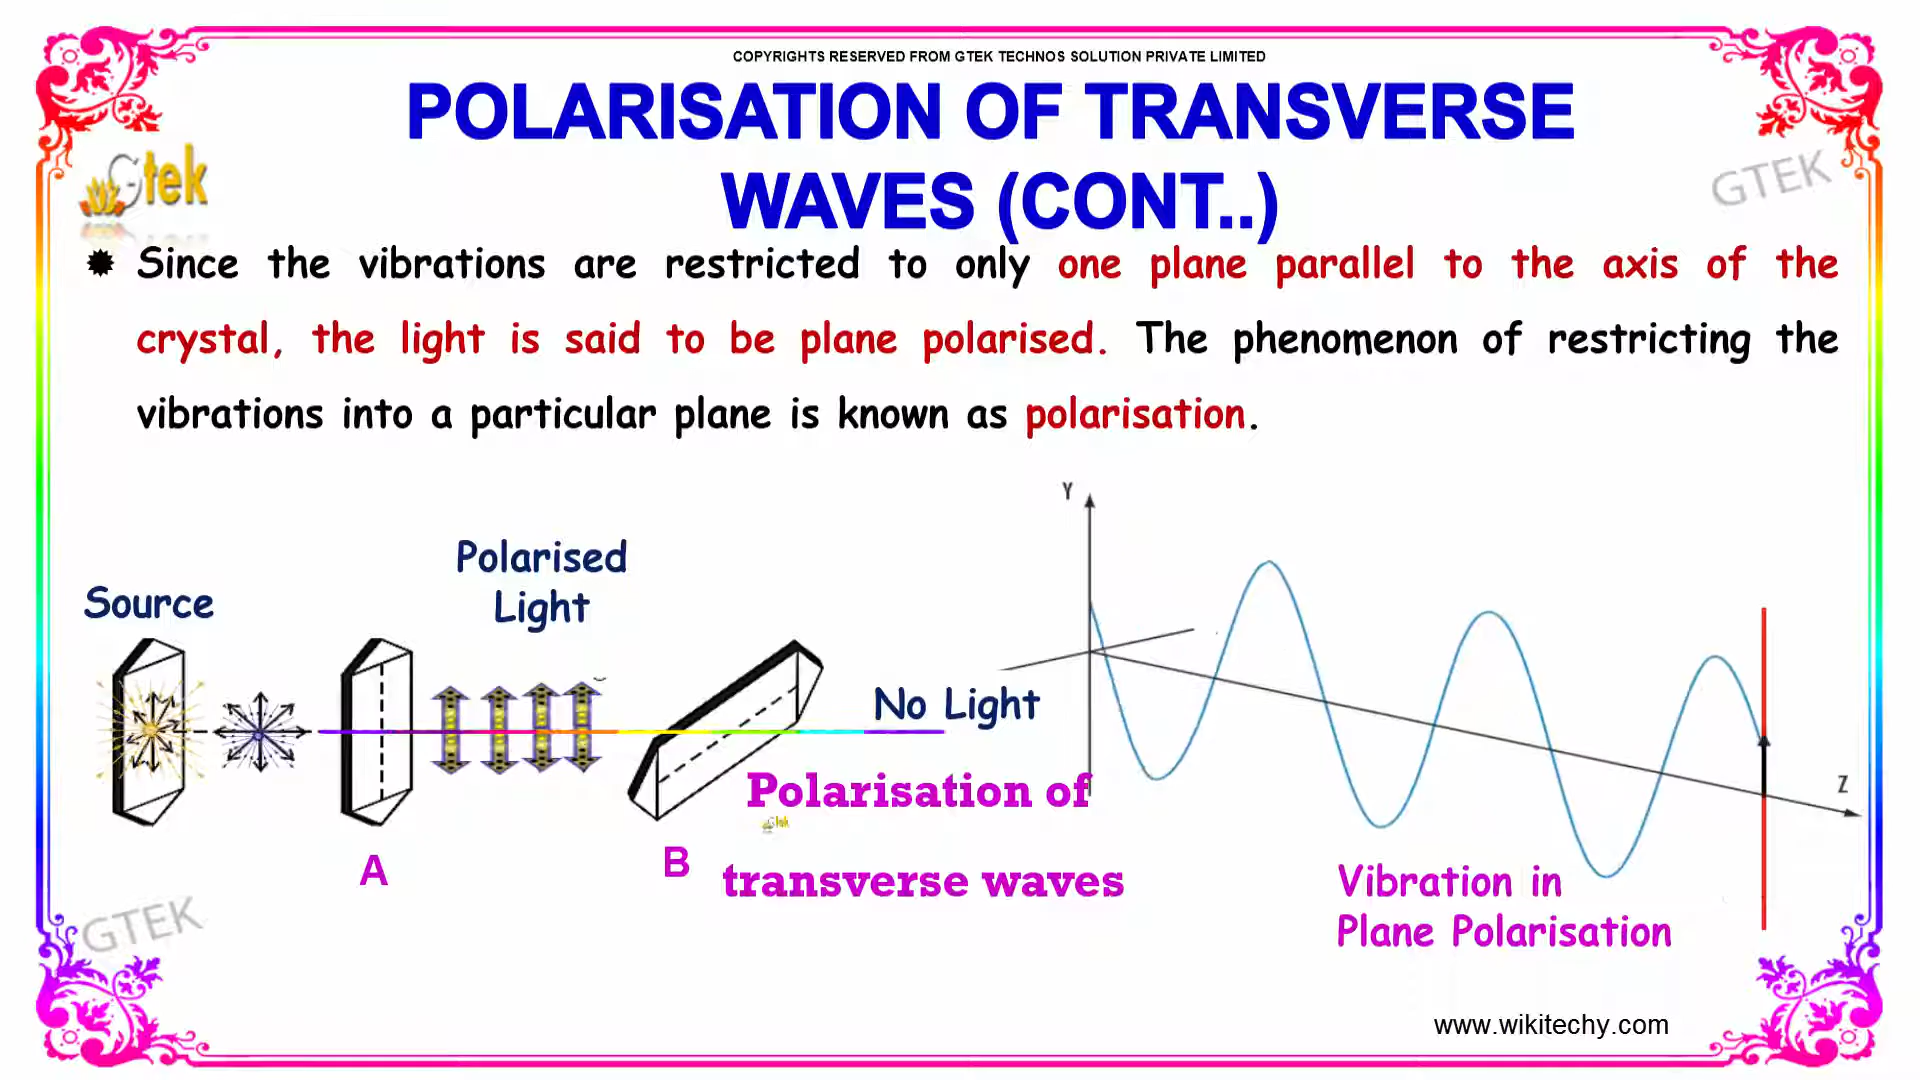 COPYRIGHTS RESERVED FROM GTEK TECHNOS SOLUTION PRIVATE LIMITED
POLARISATION OF TRANSVERSE
WAVES (CONT..)
Gtek
GTEK
Since the vibrations are restricted to only one plane parallel to the axis of the
crystal, the light is said to be plane polarised. The phenomenon of restricting the
vibrations into a particular plane is known as polarisation.
Y
Polarised
Light
Source
No Light
Z
Polarisation of
Gtek
transverse waves
A
B
Vibration in
Plane Polarisation
GTEK
www.wikitechy.com